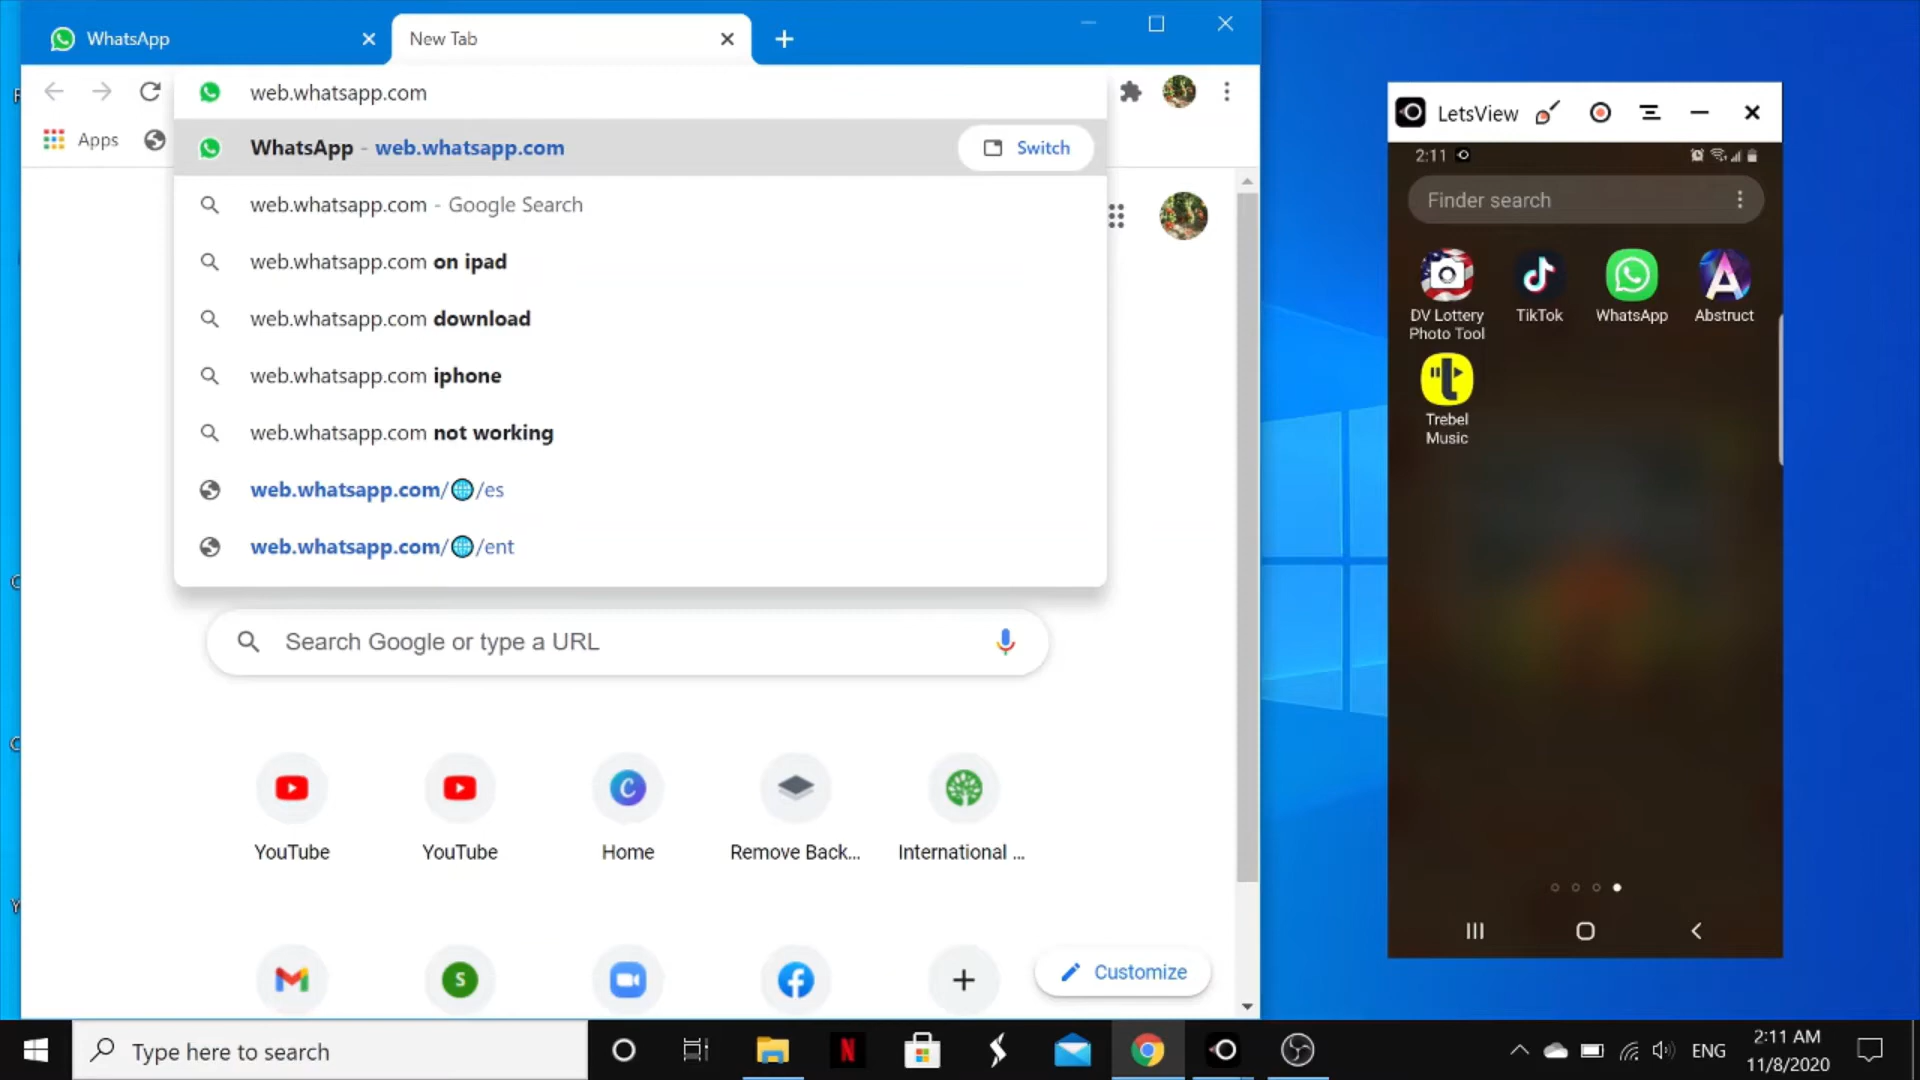 WhatsApp
New Tab
web.whatsapp.com
Apps
WhatsApp - web.whatsapp.com
Switch
web.whatsapp.com - Google Search
web.whatsapp.com on ipad
web.whatsapp.com download
web.whatsapp.com iphone
web.whatsapp.com not working
web.whatsapp.com/🌐/es
web.whatsapp.com/🌐/ent
Search Google or type a URL
YouTube
YouTube
Home
Remove Back...
International ...
S
Customize
LetsView
2:11
Finder search
DV Lottery
Photo Tool
TikTok
WhatsApp
Abstruct
Trebel
Music
Type here to search
ENG
2:11 AM
11/8/2020